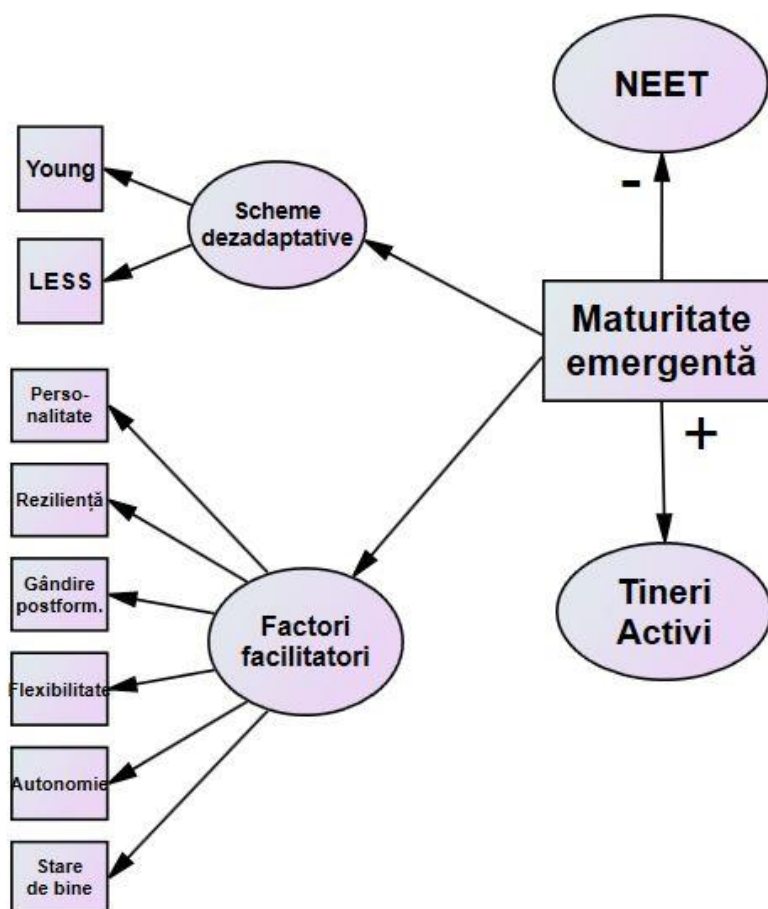 NEET
-
Young
Scheme
dezadaptative
LESS
Maturitate
emergentă
+
Perso-
nalitate
Reziliență
Gândire
postform.
Factori
facilitatori
Tineri
Activi
Flexibilitate
Autonomie
Stare
de bine